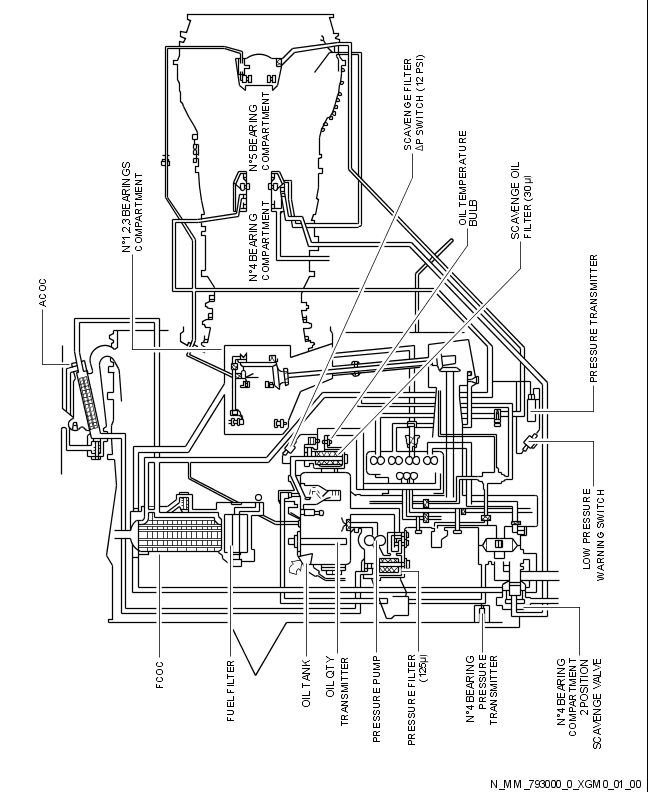 ACOC
N°1,2,3 BEARINGS
COMPARTMENT
N°5 BEARING
COMPARTMENT
N°4 BEARING
COMPARTMENT
SCAVENGE FILTER
ΔP SWITCH (12 PSI)
OIL TEMPERATURE
BULB
SCAVENGE OIL
FILTER (30 µ)
PRESSURE TRANSMITTER
LOW PRESSURE
WARNING SWITCH
FCOC
FUEL FILTER
OIL TANK
OIL QTY
TRANSMITTER
PRESSURE PUMP
PRESSURE FILTER
(125µ)
N°4 BEARING
PRESSURE
TRANSMITTER
N°4 BEARING
COMPARTMENT
2 POSITION
SCAVENGE VALVE
N_MM_793000_0_XGM0_01_00